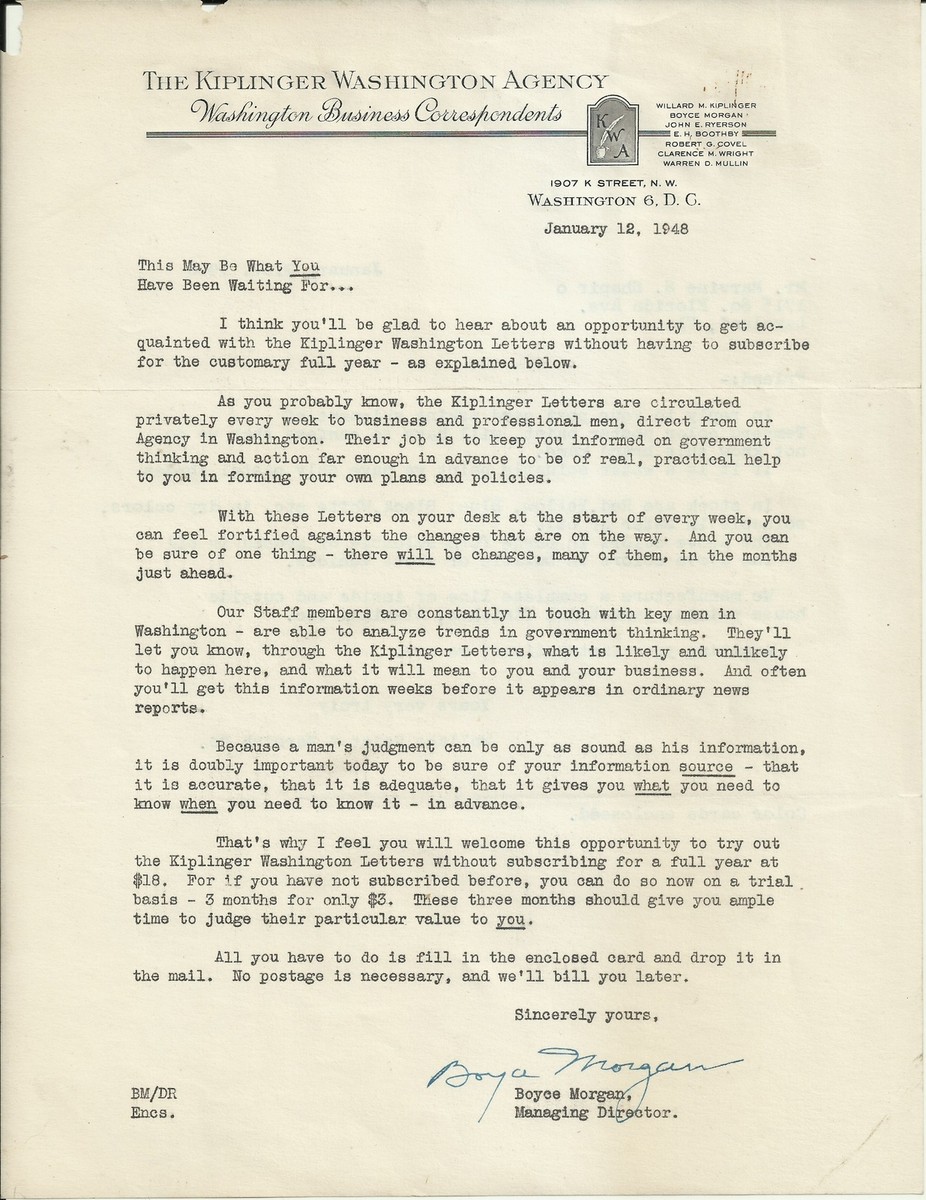 THE KIPLINGER WASHINGTON AGENCY
Washington Business Correspondents
K W A
WILLARD M. KIPLINGER
BOYCE MORGAN
JOHN E. RYERSON
E. H. BOOTHBY
ROBERT G. COVEL
CLARENCE M. WRIGHT
WARREN D. MULLIN
1907 K STREET, N. W.
WASHINGTON 6, D. C.
January 12, 1948
This May Be What You
Have Been Waiting For...
I think you'll be glad to hear about an opportunity to get ac-
quainted with the Kiplinger Washington Letters without having to subscribe
for the customary full year - as explained below.
As you probably know, the Kiplinger Letters are circulated
privately every week to business and professional men, direct from our
Agency in Washington. Their job is to keep you informed on government
thinking and action far enough in advance to be of real, practical help
to you in forming your own plans and policies.
With these Letters on your desk at the start of every week, you
can feel fortified against the changes that are on the way. And you can
be sure of one thing - there will be changes, many of them, in the months
just ahead.
Our Staff members are constantly in touch with key men in
Washington - are able to analyze trends in government thinking. They'll
let you know, through the Kiplinger Letters, what is likely and unlikely
to happen here, and what it will mean to you and your business. And often
you'll get this information weeks before it appears in ordinary news
reports.
Because a man's judgment can be only as sound as his information,
it is doubly important today to be sure of your information source - that
it is accurate, that it is adequate, that it gives you what you need to
know when you need to know it - in advance.
That's why I feel you will welcome this opportunity to try out
the Kiplinger Washington Letters without subscribing for a full year at
$18. For if you have not subscribed before, you can do so now on a trial
basis - 3 months for only $3. These three months should give you ample
time to judge their particular value to you.
All you have to do is fill in the enclosed card and drop it in
the mail. No postage is necessary, and we'll bill you later.
Sincerely yours,
Boyce Morgan
BM/DR Boyce Morgan,
Encs. Managing Director.